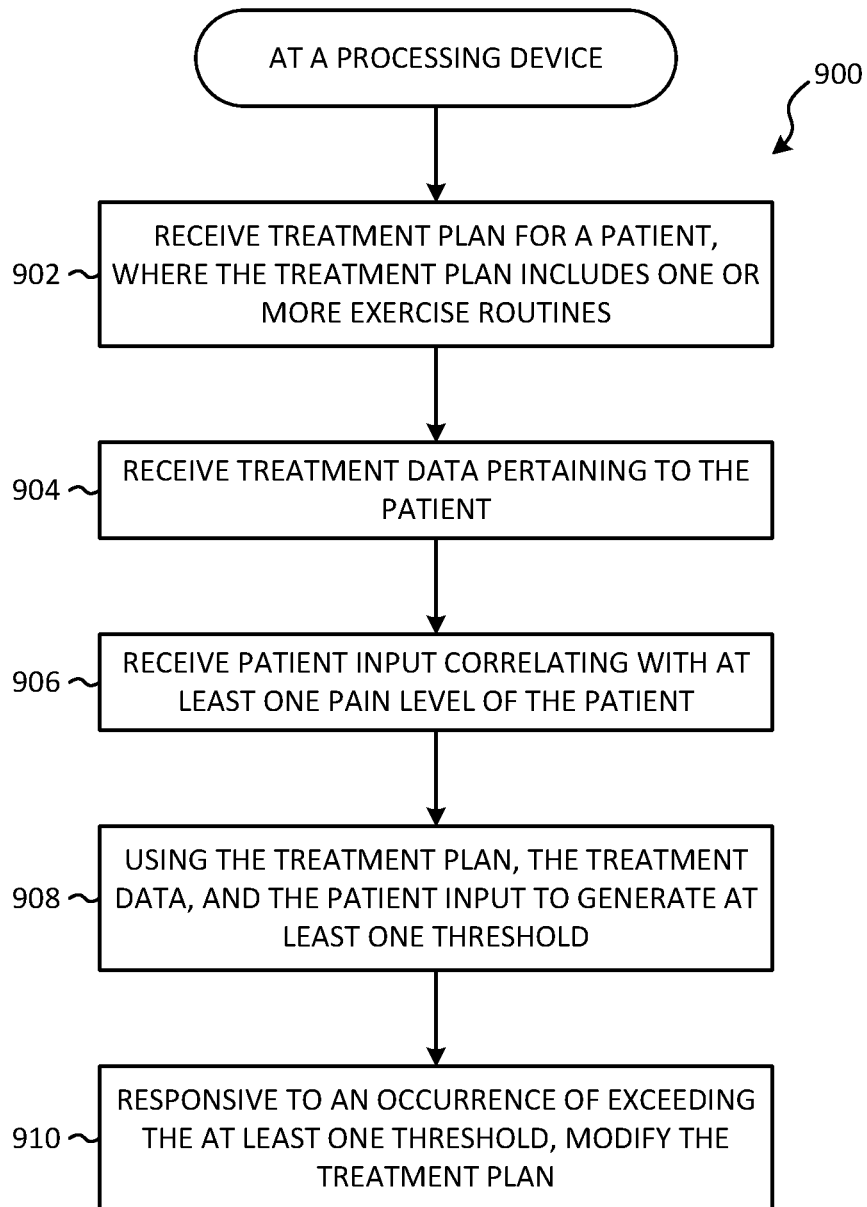 AT A PROCESSING DEVICE
900
902
RECEIVE TREATMENT PLAN FOR A PATIENT,
WHERE THE TREATMENT PLAN INCLUDES ONE OR
MORE EXERCISE ROUTINES
904
RECEIVE TREATMENT DATA PERTAINING TO THE
PATIENT
906
RECEIVE PATIENT INPUT CORRELATING WITH AT
LEAST ONE PAIN LEVEL OF THE PATIENT
908
USING THE TREATMENT PLAN, THE TREATMENT
DATA, AND THE PATIENT INPUT TO GENERATE AT
LEAST ONE THRESHOLD
910
RESPONSIVE TO AN OCCURRENCE OF EXCEEDING
THE AT LEAST ONE THRESHOLD, MODIFY THE
TREATMENT PLAN